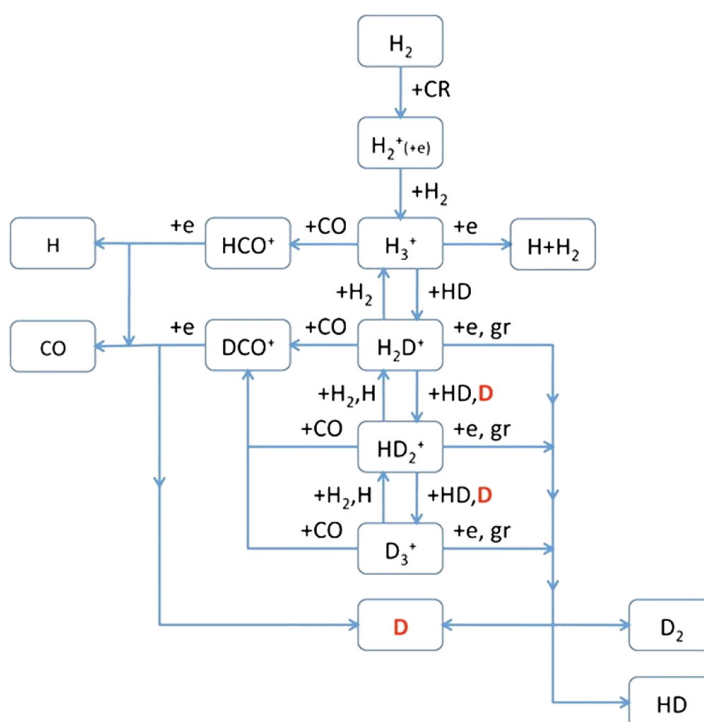 H₂
+CR
H₂⁺(+e)
+H₂
H +e HCO⁺ +CO H₃⁺ +e H+H₂
+H₂ +HD
CO +e DCO⁺ +CO H₂D⁺ +e, gr
+H₂,H +HD,D
+CO HD₂⁺ +e, gr
+H₂,H +HD,D
+CO D₃⁺ +e, gr
D D₂
HD